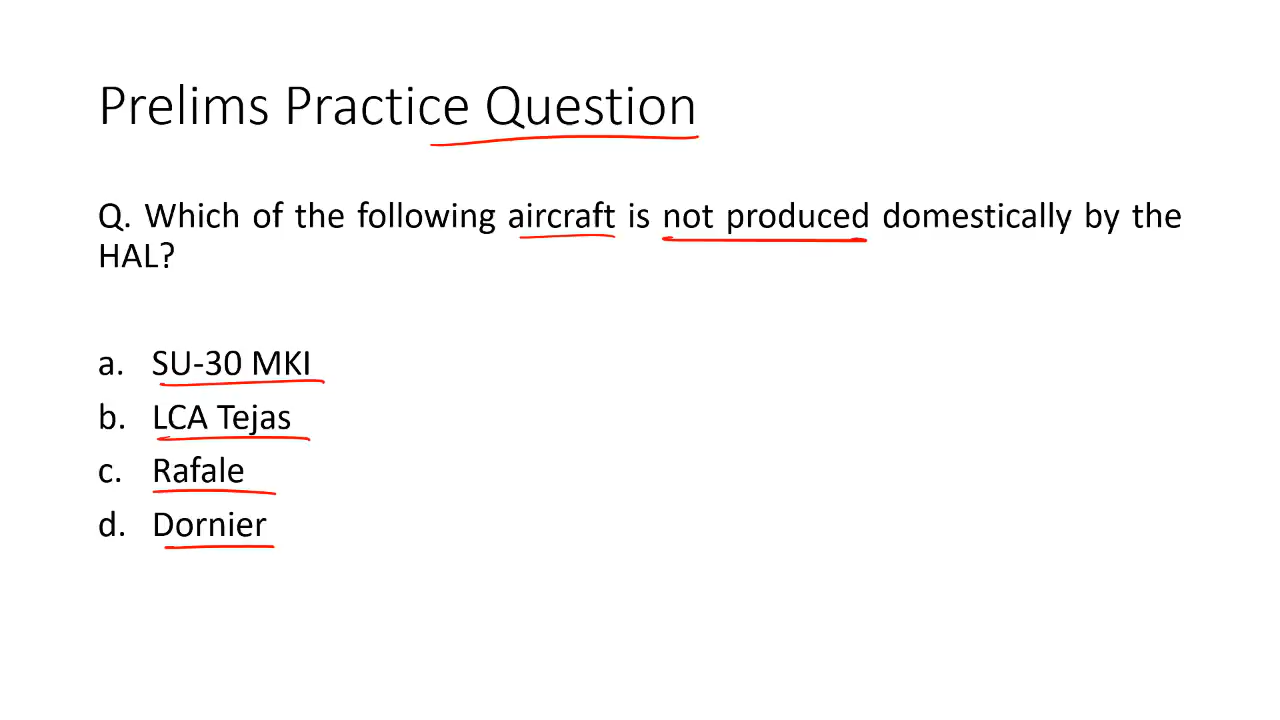 Prelims Practice Question
Q. Which of the following aircraft is not produced domestically by the
HAL?
a. SU-30 MKI
b. LCA Tejas
c. Rafale
d. Dornier